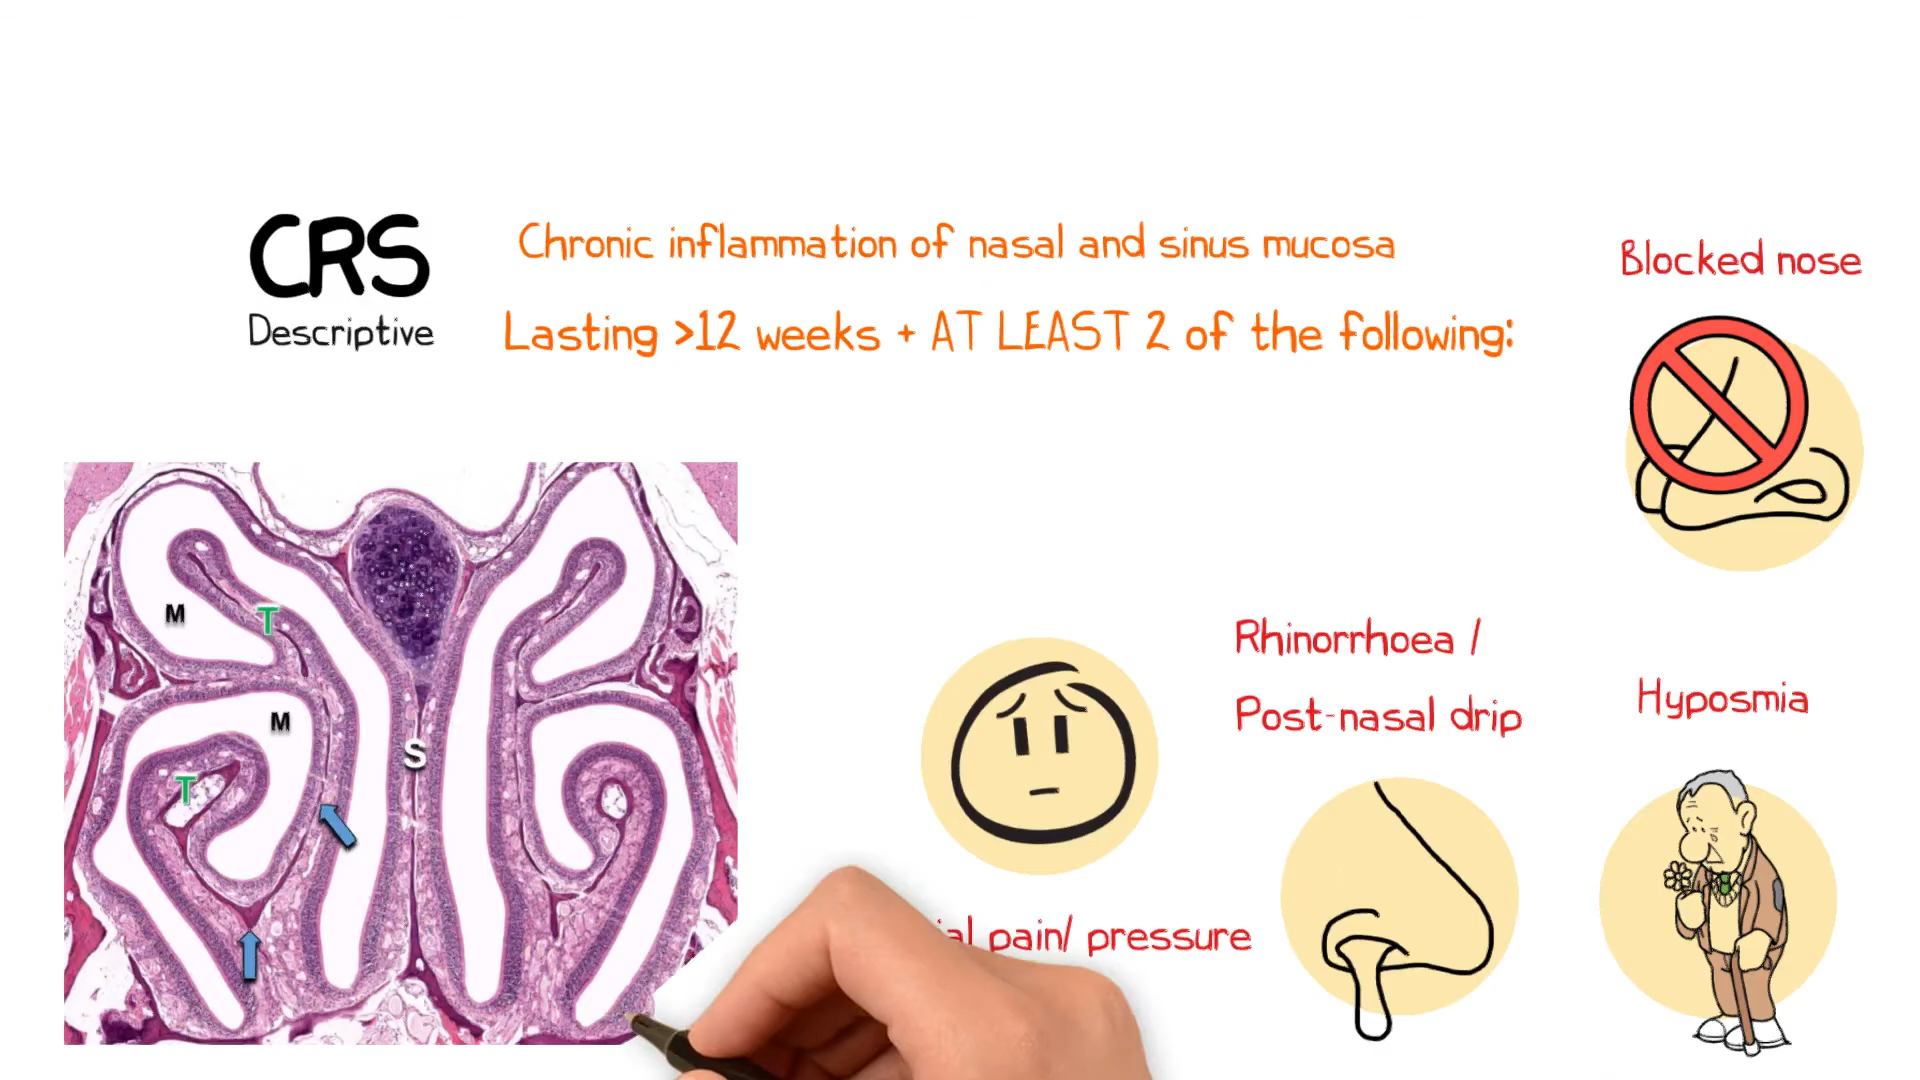 CRS
Descriptive
Chronic inflammation of nasal and sinus mucosa
Lasting >12 weeks + AT LEAST 2 of the following:
Blocked nose
Rhinorrhoea /
Post-nasal drip
Hyposmia
pain/ pressure
M
T
M
S
T